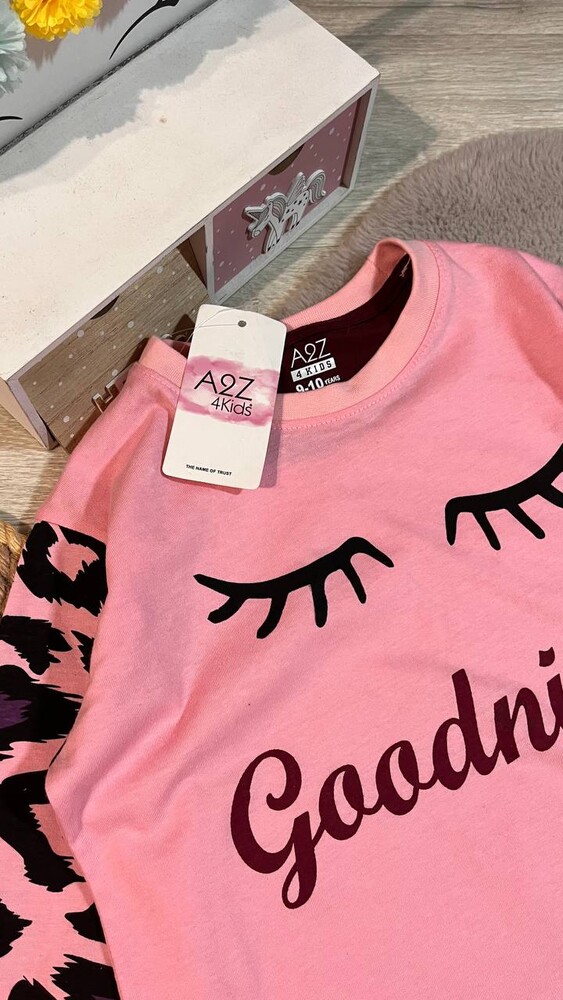 A2Z
4Kids
THE NAME OF TRUST
A2Z
4 KIDS
9-10 YEARS
Goodni